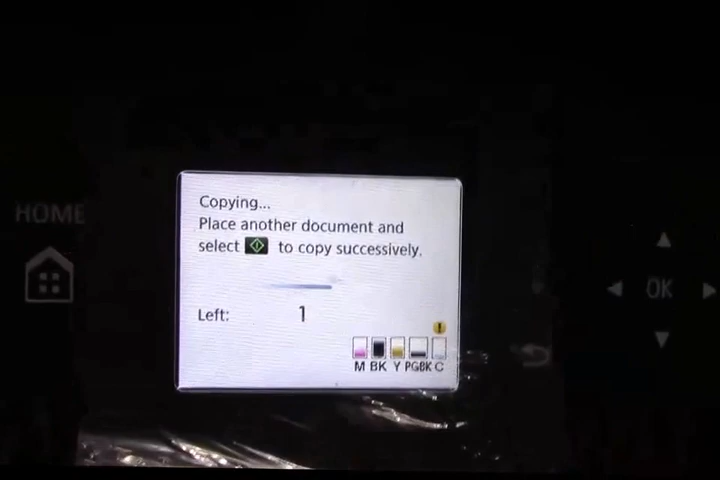 Copying...
Place another document and
select to copy successively.
Left: 1
M BK Y PGBK C
HOME
OK